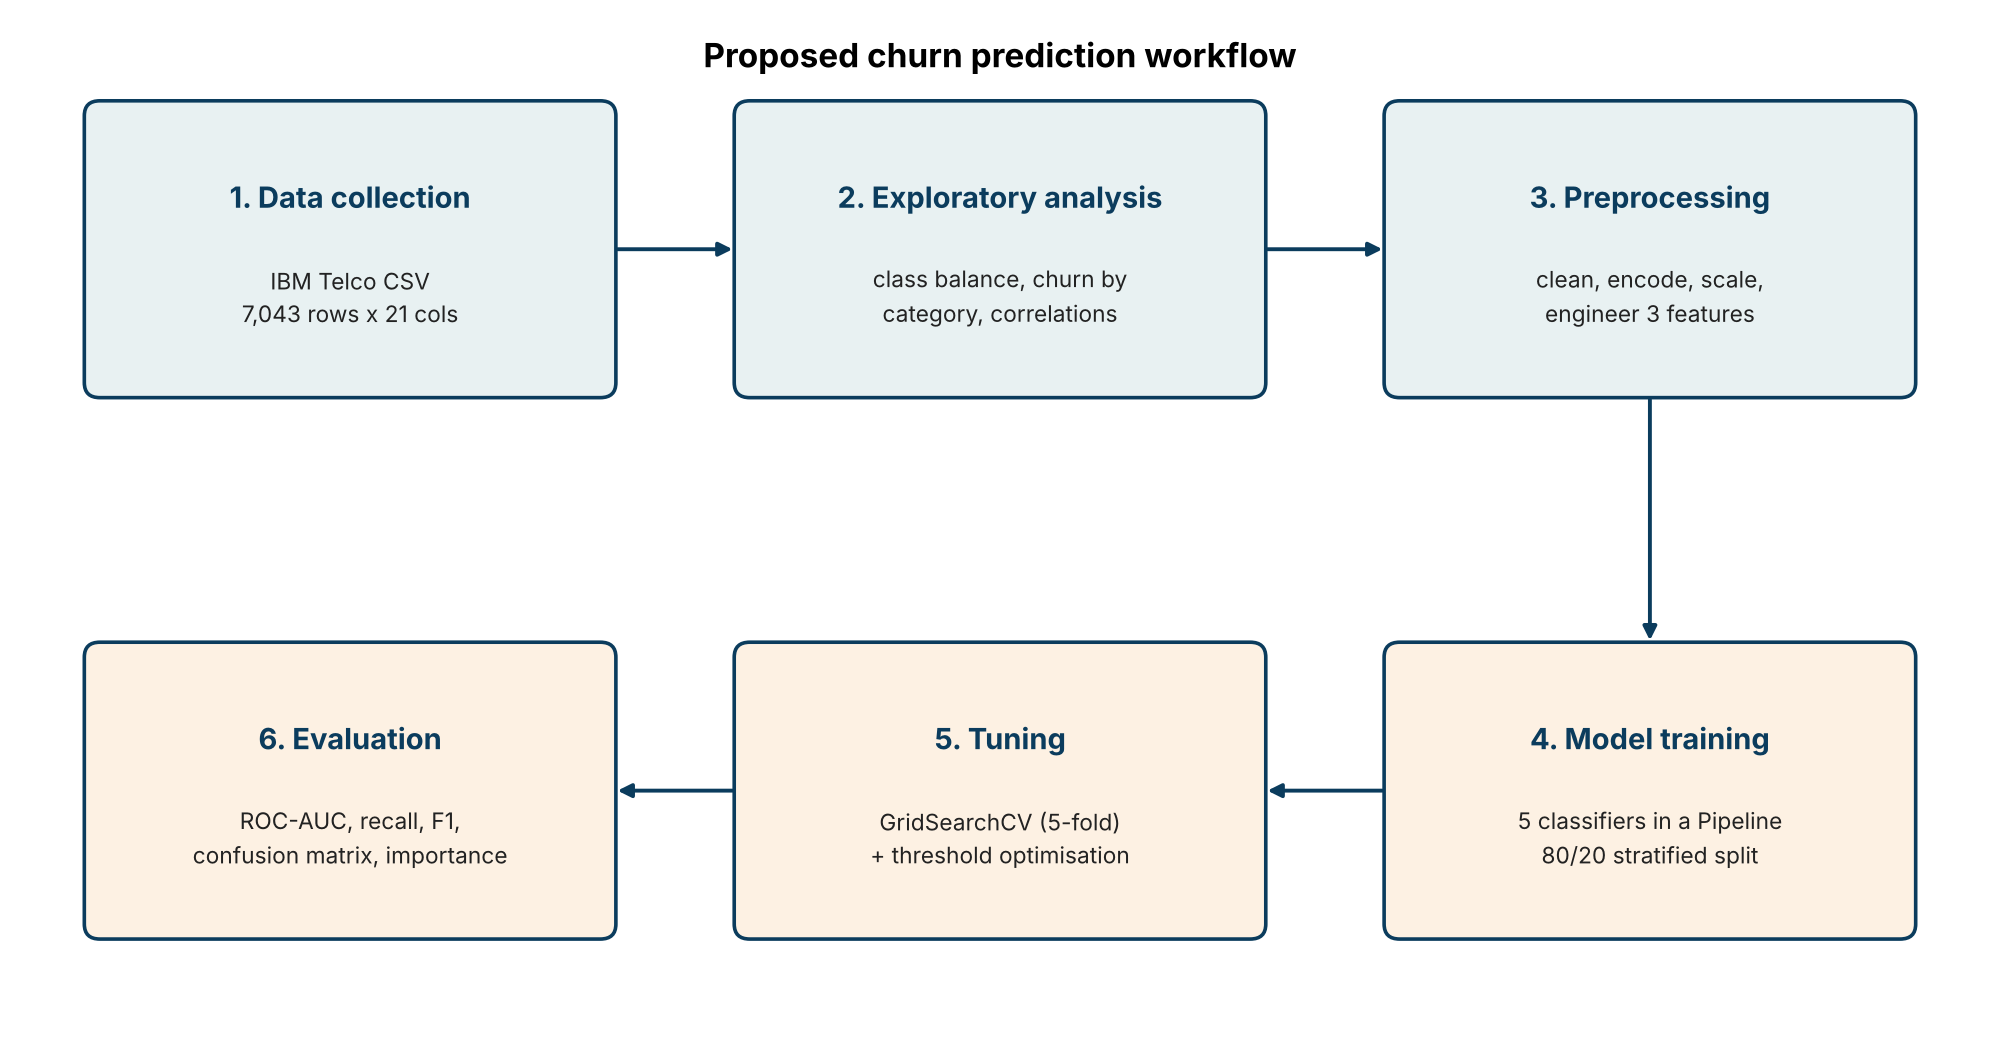 Proposed churn prediction workflow
1. Data collection
IBM Telco CSV
7,043 rows x 21 cols
2. Exploratory analysis
class balance, churn by
category, correlations
3. Preprocessing
clean, encode, scale,
engineer 3 features
4. Model training
5 classifiers in a Pipeline
80/20 stratified split
5. Tuning
GridSearchCV (5-fold)
+ threshold optimisation
6. Evaluation
ROC-AUC, recall, F1,
confusion matrix, importance